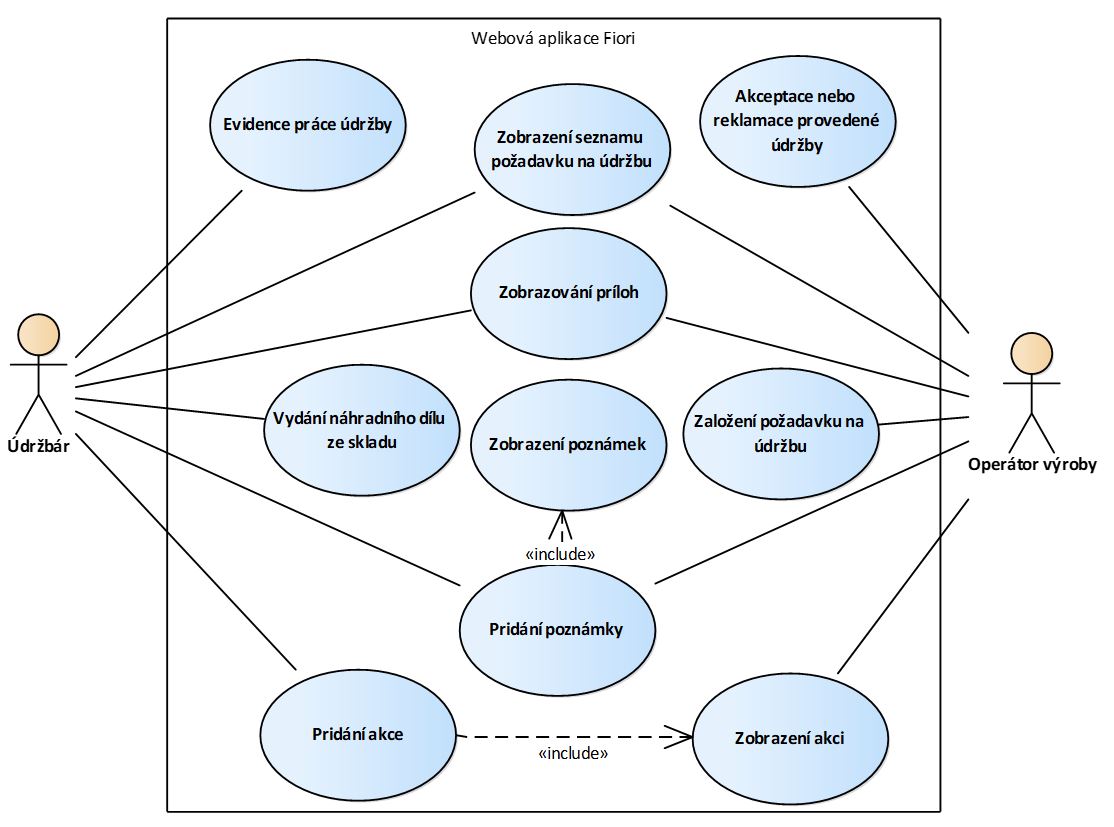 Webová aplikace Fiori
Evidence práce údržby
Zobrazení seznamu
požadavku na údržbu
Akceptace nebo
reklamace provedené
údržby
Zobrazování príloh
Údržbár
Vydání náhradního dílu
ze skladu
Zobrazení poznámek
Založení požadavku na
údržbu
Operátor výroby
«include»
Pridání poznámky
Pridání akce
«include»
Zobrazení akci